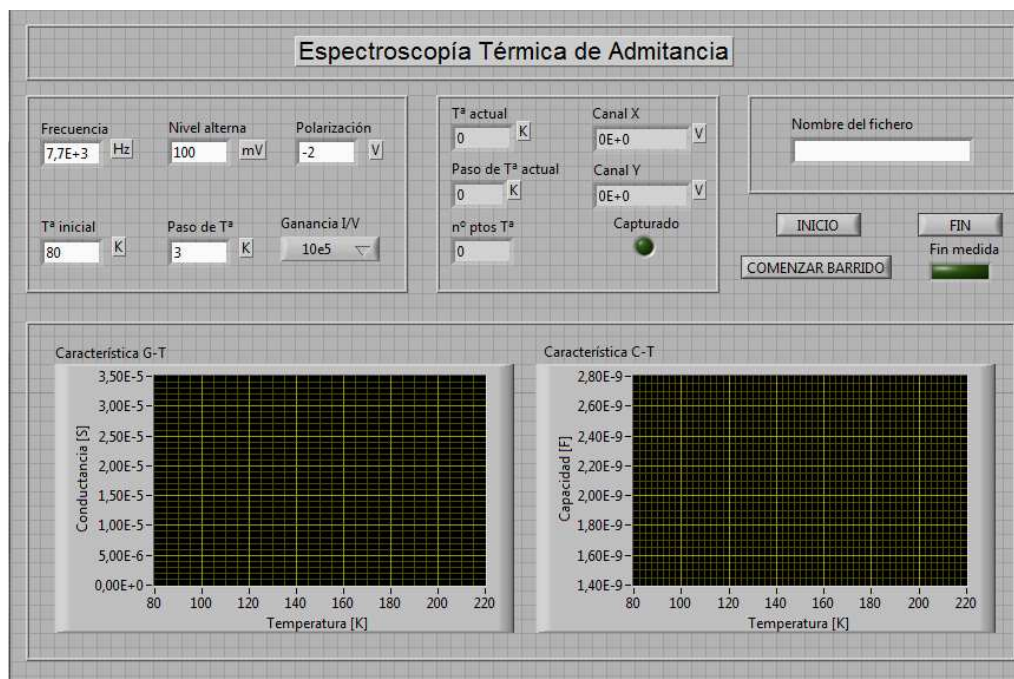 Espectroscopía Térmica de Admitancia
Frecuencia
7,7E+3 Hz
Nivel alterna
100 mV
Polarización
-2 V
Tª inicial
80 K
Paso de Tª
3 K
Ganancia I/V
10e5
Tª actual
0 K
Canal X
0E+0 V
Paso de Tª actual
0 K
Canal Y
0E+0 V
nº ptos Tª
0
Capturado
Nombre del fichero
INICIO
FIN
COMENZAR BARRIDO
Fin medida
Característica G-T
3,50E-5
3,00E-5
2,50E-5
2,00E-5
1,50E-5
1,00E-5
5,00E-6
0,00E+0
Conductancia [S]
80 100 120 140 160 180 200 220
Temperatura [K]
Característica C-T
2,80E-9
2,60E-9
2,40E-9
2,20E-9
2,00E-9
1,80E-9
1,60E-9
1,40E-9
Capacidad [F]
80 100 120 140 160 180 200 220
Temperatura [K]